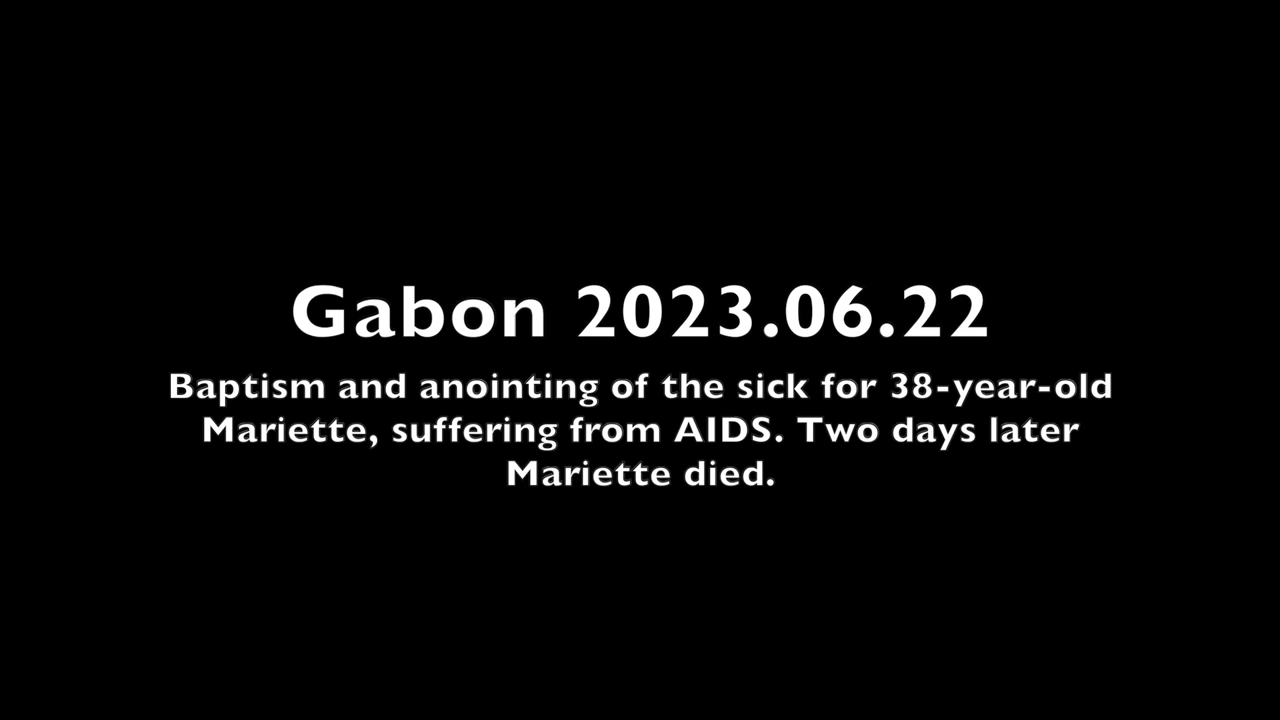 Gabon 2023.06.22
Baptism and anointing of the sick for 38-year-old
Mariette, suffering from AIDS. Two days later
Mariette died.